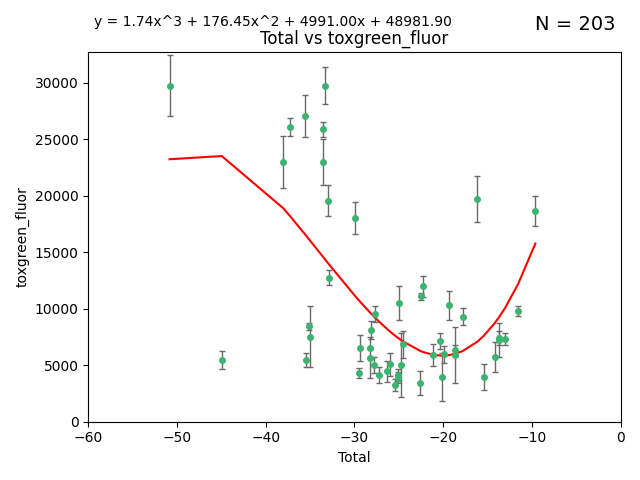 y = 1.74x^3 + 176.45x^2 + 4991.00x + 48981.90
N = 203
Total vs toxgreen_fluor
toxgreen_fluor
30000
25000
20000
15000
10000
5000
0
−60
−50
−40
−30
−20
−10
0
Total